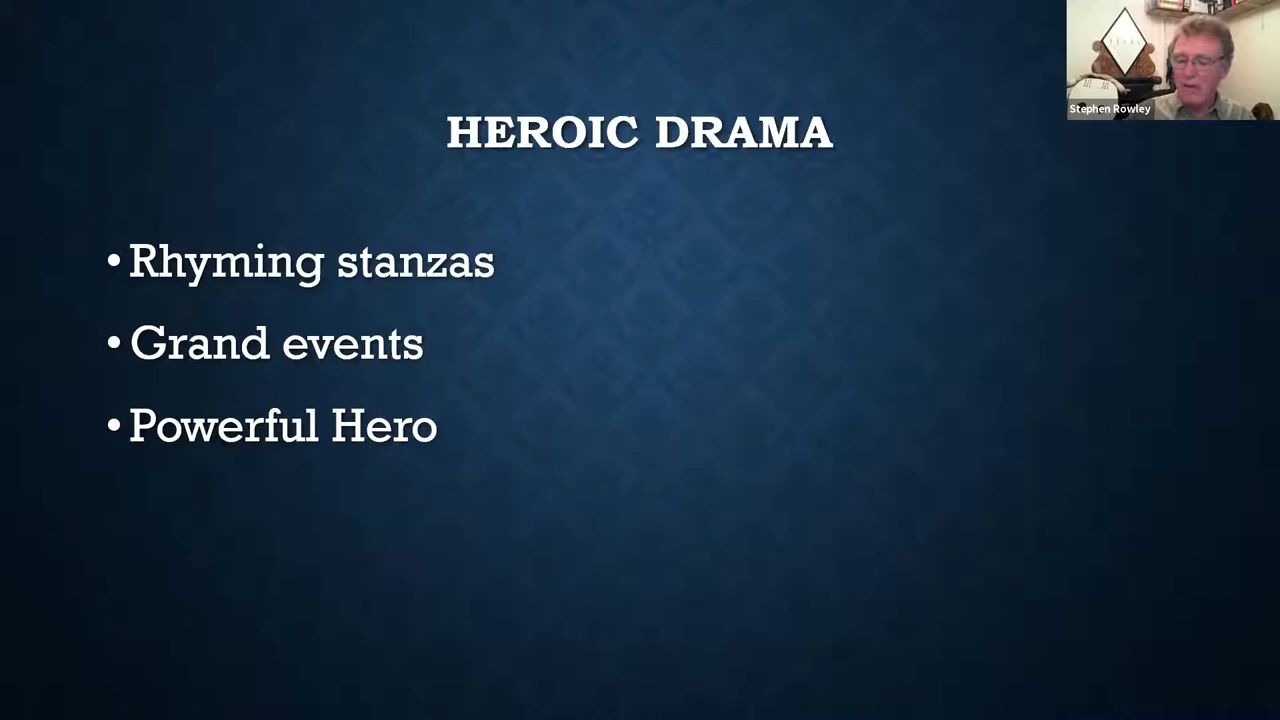 HEROIC DRAMA
• Rhyming stanzas
• Grand events
• Powerful Hero
Stephen Rowley